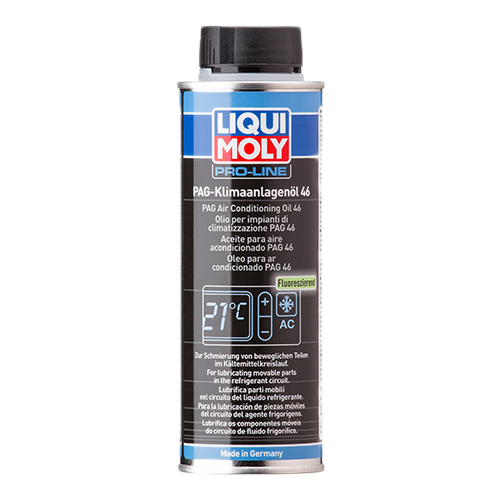 LIQUI
MOLY
PRO-LINE
PAG-Klimaanlagenöl 46
PAG Air Conditioning Oil 46
Olio per impianti di
climatizzazione PAG 46
Aceite para aire
acondicionado PAG 46
Óleo para ar
condicionado PAG 46
Fluoreszierend
21°C
+
−
AC
Zur Schmierung von beweglichen Teilen
im Kältemittelkreislauf.
For lubricating movable parts in
the refrigerant circuit.
Lubrifica parti mobili
nel circuito del liquido refrigerante.
Para la lubricación de piezas móviles
del circuito del agente frigorígeno.
Lubrifica os componentes móveis
do circuito de fluido frigorífico.
Made in Germany